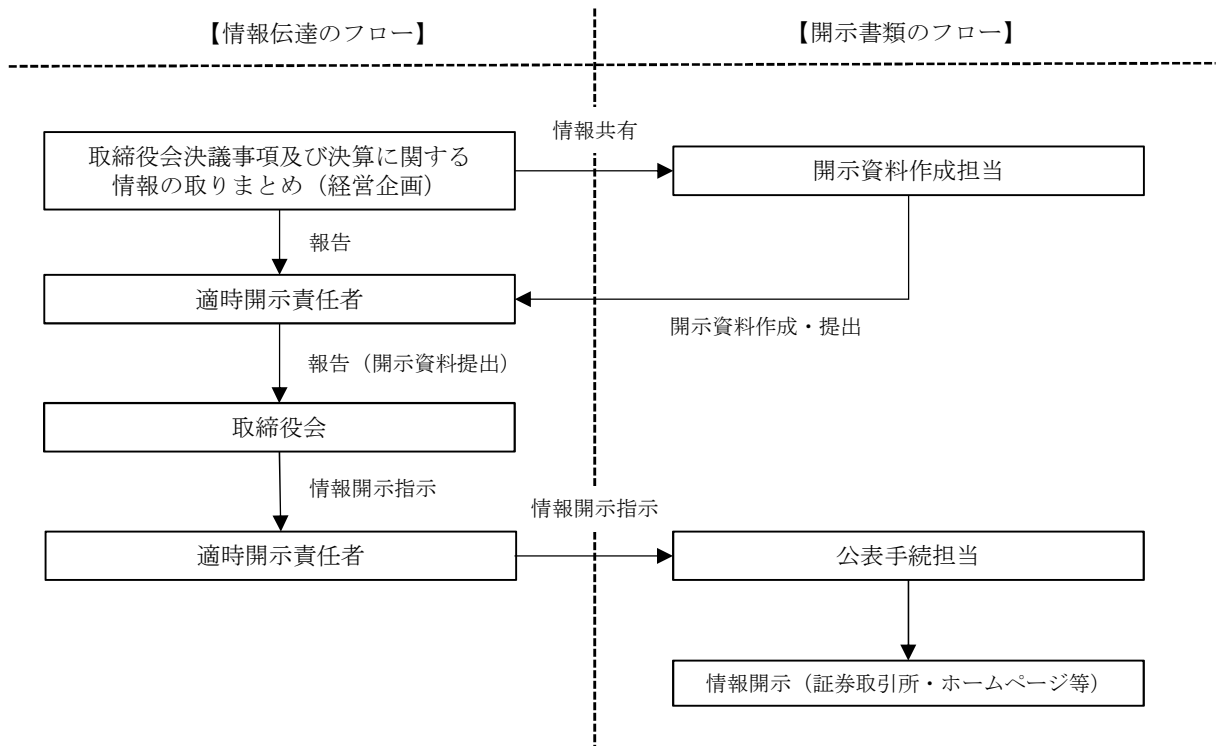 【情報伝達のフロー】
【開示書類のフロー】
情報共有
取締役会決議事項及び決算に関する
情報の取りまとめ（経営企画）
開示資料作成担当
報告
適時開示責任者
開示資料作成・提出
報告（開示資料提出）
取締役会
情報開示指示
情報開示指示
適時開示責任者
公表手続担当
情報開示（証券取引所・ホームページ等）